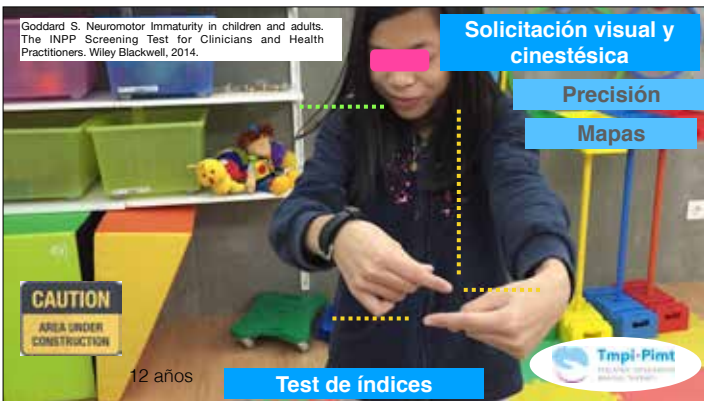 Goddard S. Neuromotor Immaturity in children and adults.
The INPP Screening Test for Clinicians and Health
Practitioners. Wiley Blackwell, 2014.
Solicitación visual y
cinestésica
Precisión
Mapas
CAUTION
AREA UNDER
CONSTRUCTION
12 años
Test de índices
Tmpi-Pimt